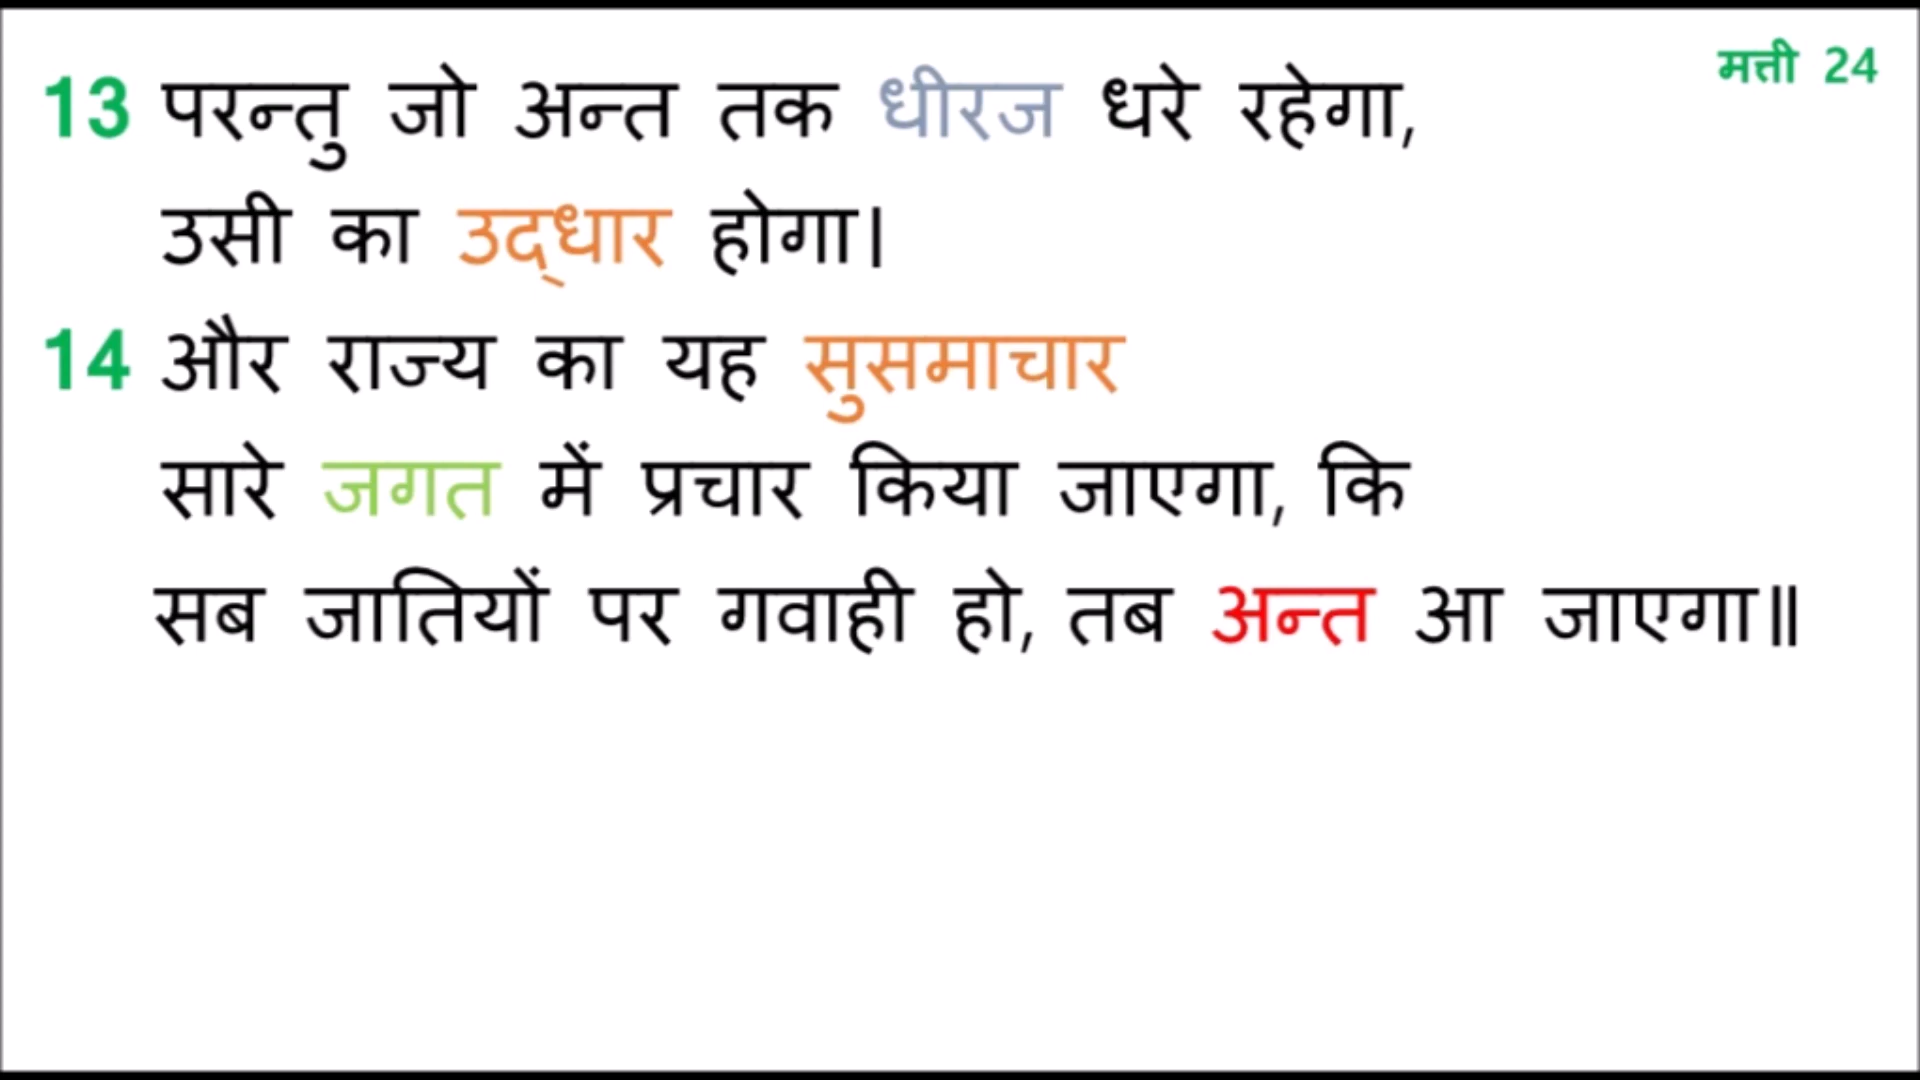 मत्ती 24
13 परन्तु जो अन्त तक धीरज धरे रहेगा,
उसी का उद्‌धार होगा।
14 और राज्य का यह सुसमाचार
सारे जगत में प्रचार किया जाएगा, कि
सब जातियों पर गवाही हो, तब अन्त आ जाएगा॥